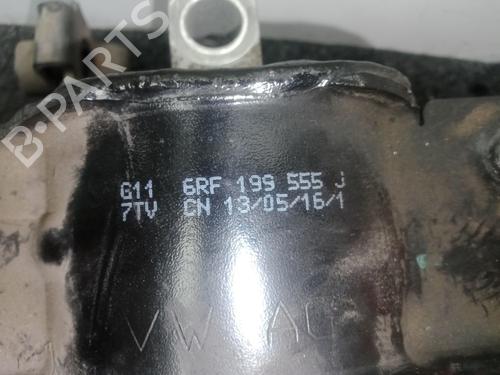 B-PARTS
G11 6RF 199 555 J
7TV CN 13/05/16/1
VW AG